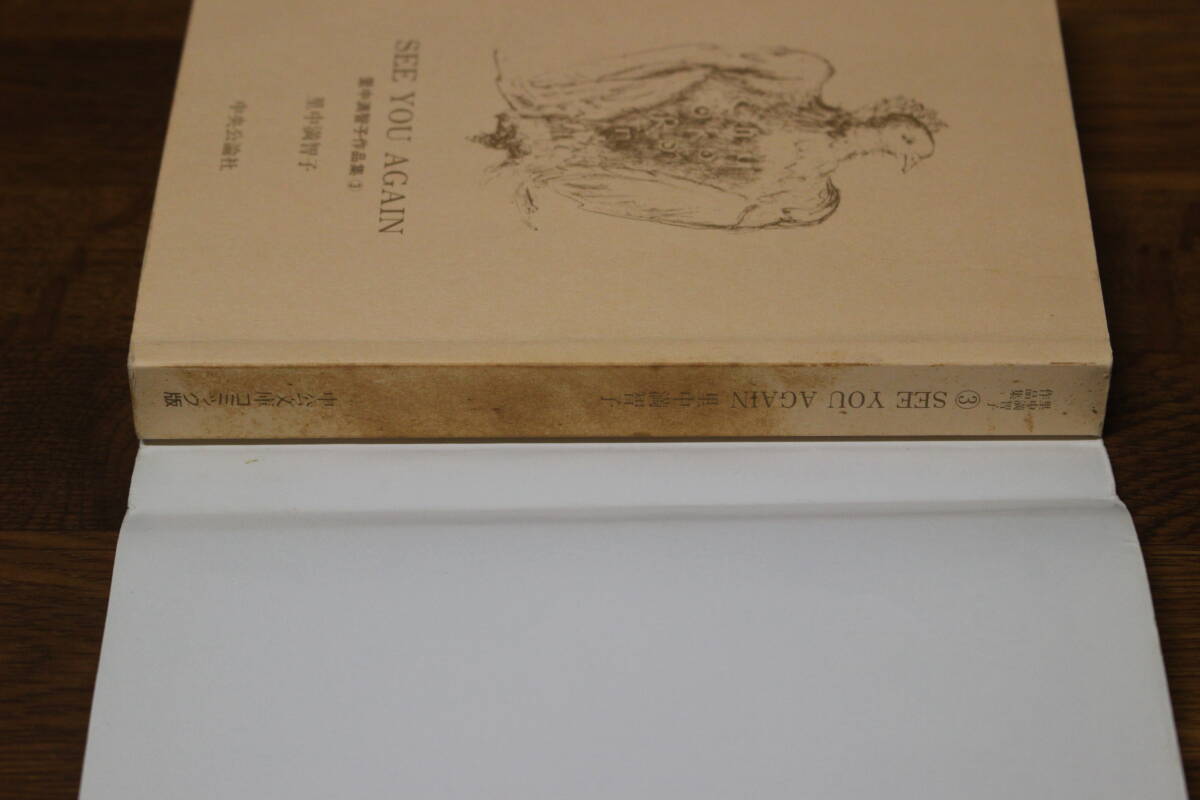 SEE YOU AGAIN
里中満智子作品集 3
里中満智子
中央公論社
里中満智子
作品集
③ SEE YOU AGAIN 里中満智子 中公文庫コミック版